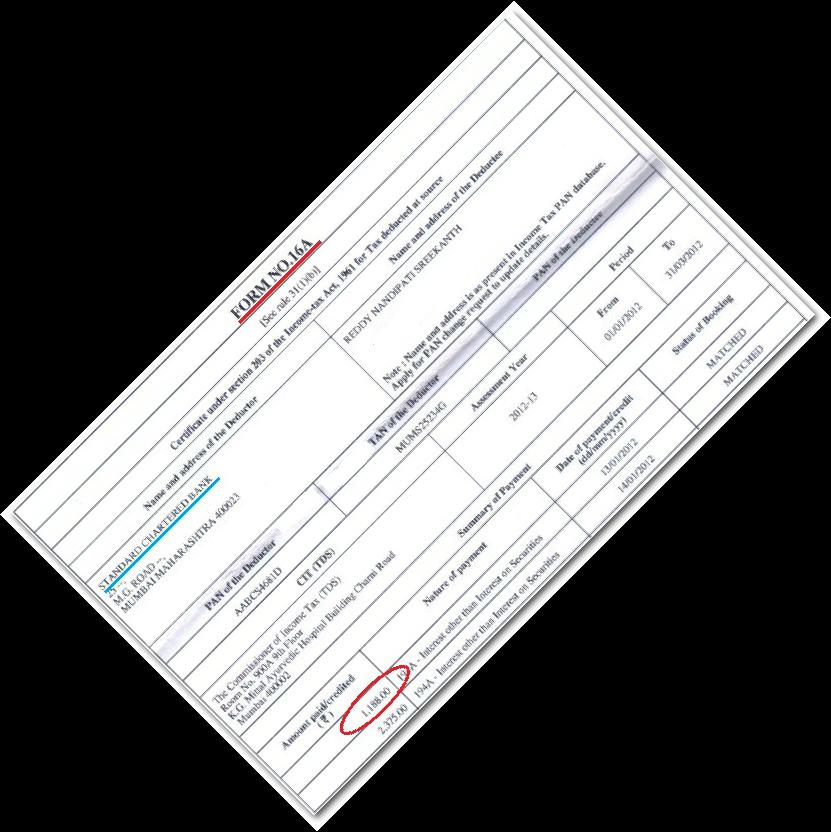 FORM NO.16A
[See rule 31(1)(b)]
Certificate under section 203 of the Income-tax Act, 1961 for Tax deducted at source
Name and address of the Deductor
Name and address of the Deductee
STANDARD CHARTERED BANK
M.G. ROAD
MUMBAI MAHARASHTRA 400023
REDDY NANDIPATI SREEKANTH
Note : Name and address is as present in Income Tax PAN database.
Apply for PAN change request to update details.
PAN of the Deductor
TAN of the Deductor
PAN of the Deductee
AABCS4681D
MUMS25234G
CIT (TDS)
Assessment Year
Period
The Commissioner of Income Tax (TDS)
Room No. 900A 9th Floor
K.G. Mittal Ayurvedic Hospital Building Charni Road
Mumbai 400002
2012-13
From
To
01/01/2012
31/03/2012
Summary of Payment
Amount paid/credited
( ₹ )
Nature of payment
Date of payment/credit
(dd/mm/yyyy)
Status of Booking
1,188.00
194A - Interest other than Interest on Securities
13/01/2012
MATCHED
2,375.00
194A - Interest other than Interest on Securities
14/01/2012
MATCHED